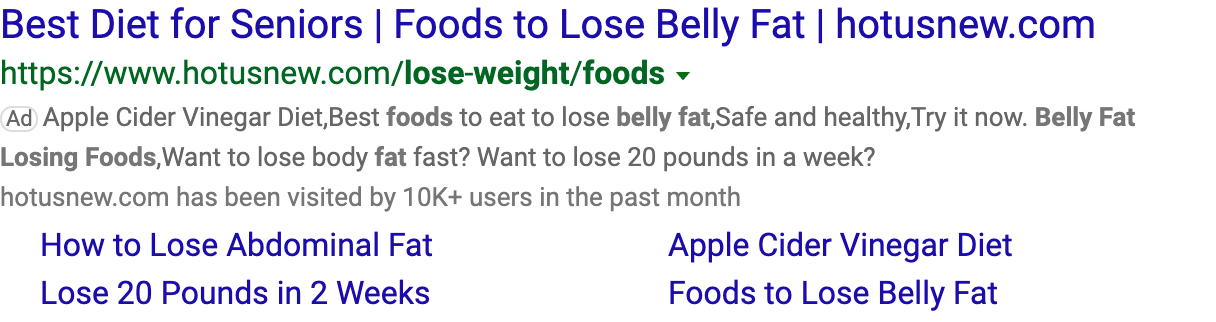 Best Diet for Seniors | Foods to Lose Belly Fat | hotusnew.com
https://www.hotusnew.com/lose-weight/foods
Ad Apple Cider Vinegar Diet,Best foods to eat to lose belly fat,Safe and healthy,Try it now. Belly Fat
Losing Foods,Want to lose body fat fast? Want to lose 20 pounds in a week?
hotusnew.com has been visited by 10K+ users in the past month
How to Lose Abdominal Fat
Apple Cider Vinegar Diet
Lose 20 Pounds in 2 Weeks
Foods to Lose Belly Fat